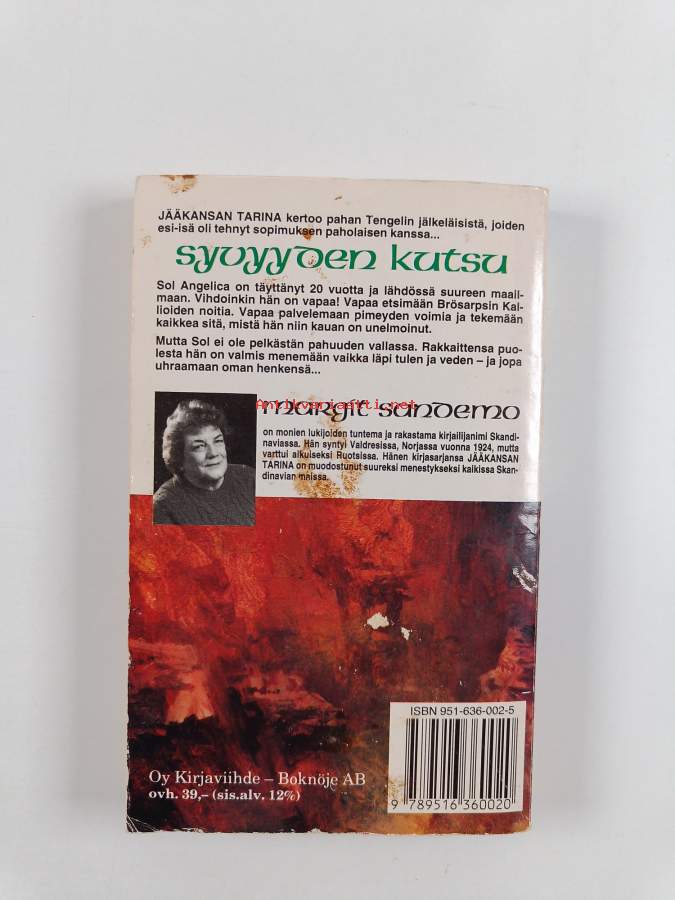 JÄÄKANSAN TARINA kertoo pahan Tengelin jälkeläisistä, joiden
esi-isä oli tehnyt sopimuksen paholaisen kanssa...
syvyyden kutsu
Sol Angelica on täyttänyt 20 vuotta ja lähdössä suureen maail-
maan. Vihdoinkin hän on vapaa! Vapaa etsimään Brösarpsin Kal-
lioiden noitia. Vapaa palvelemaan pimeyden voimia ja tekemään
kaikkea sitä, mistä hän niin kauan on unelmoinut.
Mutta Sol ei ole pelkästän pahuuden vallassa. Rakkaittensa puo-
lesta hän on valmis menemään vaikka läpi tulen ja veden – ja jopa
uhraamaan oman henkensä...
Antikvariaatti.net
margit sandemo
on monien lukijoiden tuntema ja rakastama kirjailijanimi Skandi-
naviassa. Hän syntyi Valdresissa, Norjassa vuonna 1924, mutta
varttui aikuiseksi Ruotsissa. Hänen kirjasarjansa JÄÄKANSAN
TARINA on muodostunut suureksi menestykseksi kaikissa Skan-
dinavian maissa.
ISBN 951-636-002-5
9 789516 360020
Oy Kirjaviihde – Boknöje AB
ovh. 39,– (sis.alv. 12%)